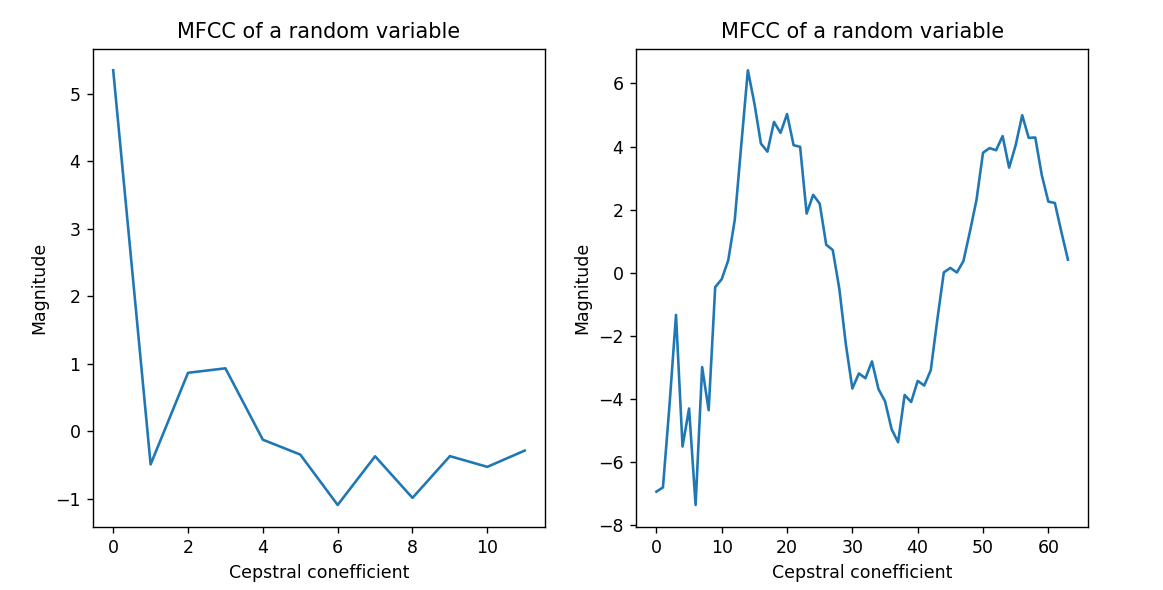 MFCC of a random variable
Magnitude
5
4
3
2
1
0
−1
0 2 4 6 8 10
Cepstral conefficient
MFCC of a random variable
Magnitude
6
4
2
0
−2
−4
−6
−8
0 10 20 30 40 50 60
Cepstral conefficient